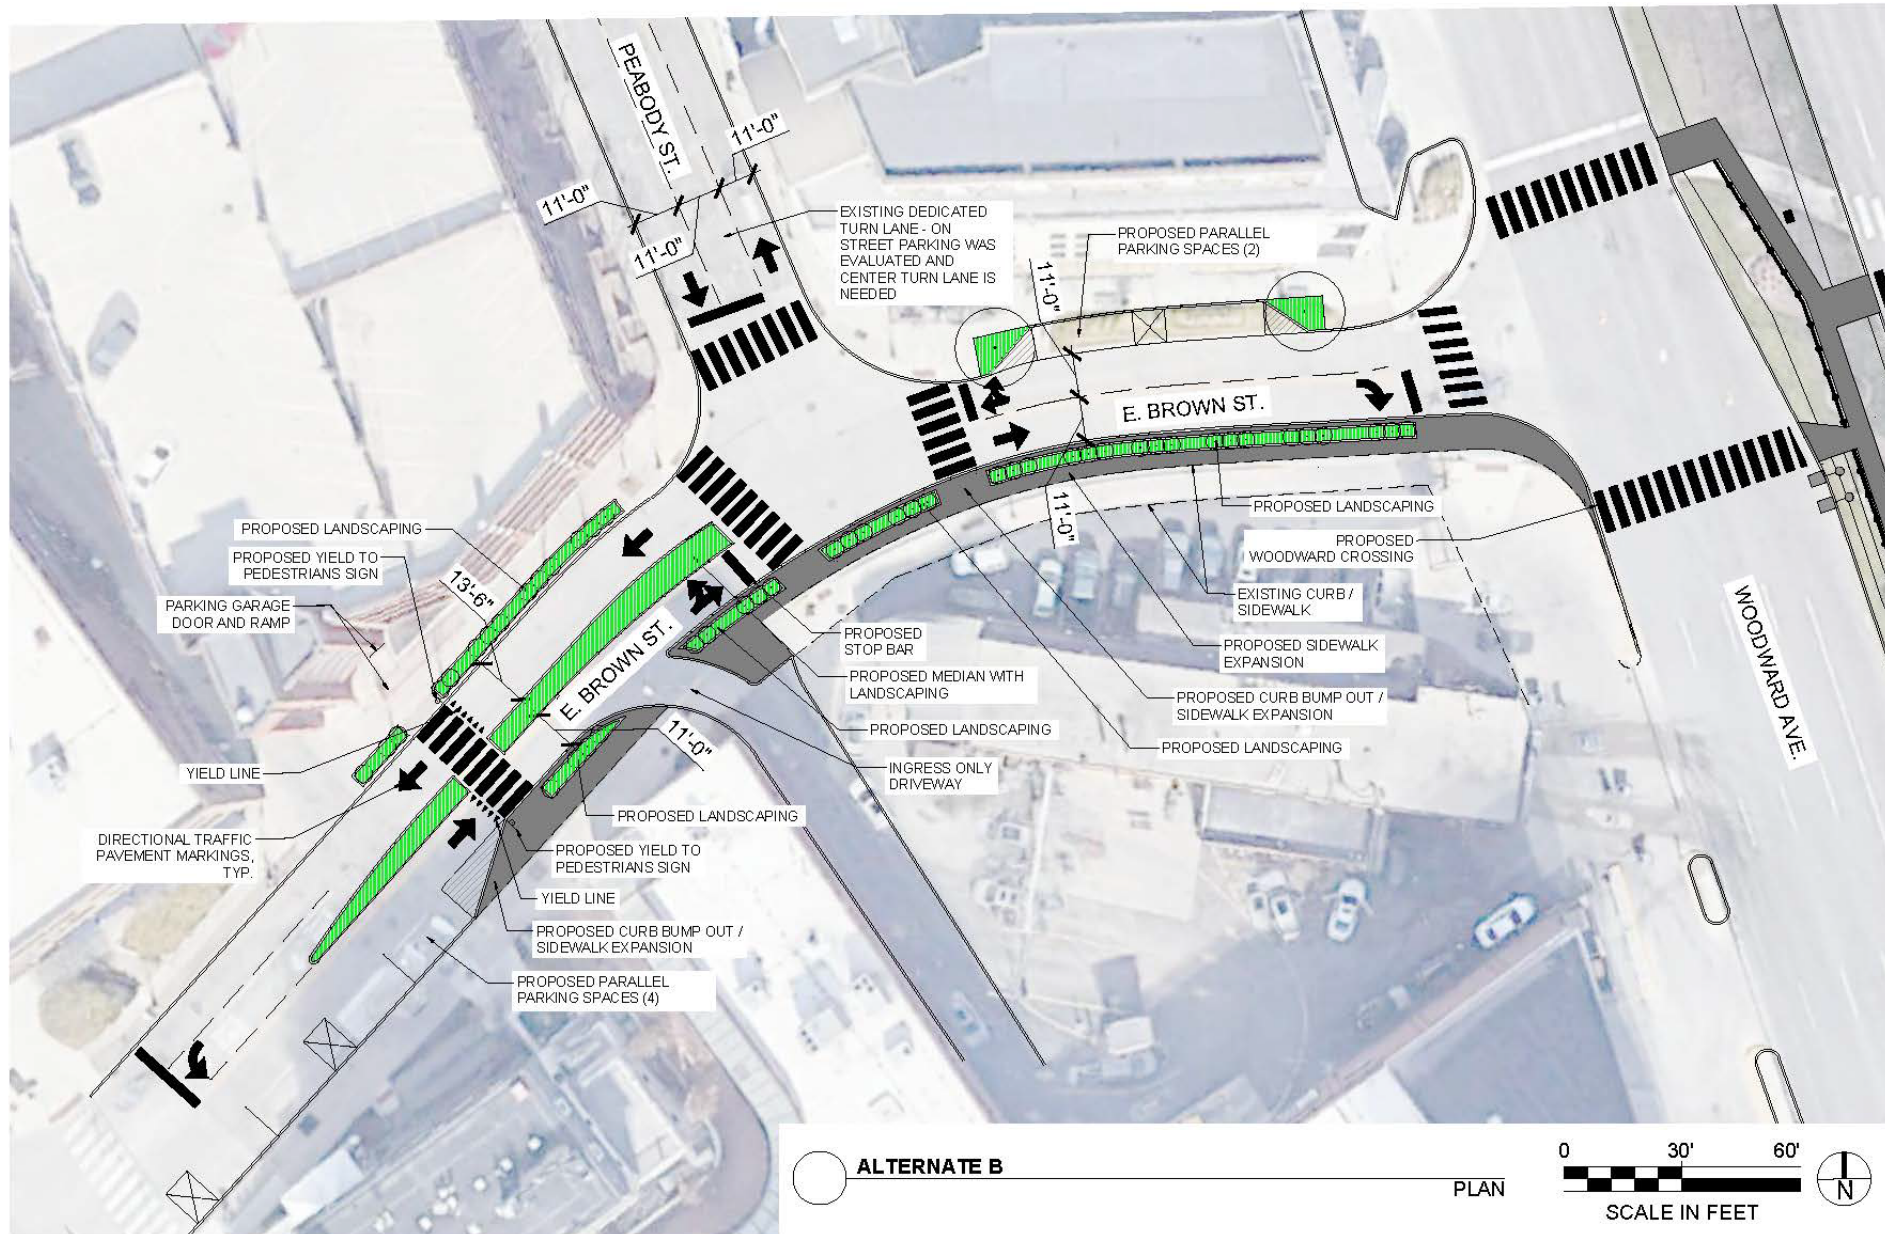 PEABODY ST.
11'-0"
11'-0"
11'-0"
EXISTING DEDICATED
TURN LANE - ON
STREET PARKING WAS
EVALUATED AND
CENTER TURN LANE IS
NEEDED
PROPOSED PARALLEL
PARKING SPACES (2)
11'-0"
E. BROWN ST.
11'-0"
PROPOSED LANDSCAPING
PROPOSED
WOODWARD CROSSING
EXISTING CURB /
SIDEWALK
PROPOSED SIDEWALK
EXPANSION
PROPOSED CURB BUMP OUT /
SIDEWALK EXPANSION
PROPOSED LANDSCAPING
WOODWARD AVE.
PROPOSED LANDSCAPING
PROPOSED YIELD TO
PEDESTRIANS SIGN
PARKING GARAGE
DOOR AND RAMP
13'-6"
E. BROWN ST.
PROPOSED
STOP BAR
PROPOSED MEDIAN WITH
LANDSCAPING
PROPOSED LANDSCAPING
11'-0"
INGRESS ONLY
DRIVEWAY
YIELD LINE
DIRECTIONAL TRAFFIC
PAVEMENT MARKINGS,
TYP.
PROPOSED LANDSCAPING
PROPOSED YIELD TO
PEDESTRIANS SIGN
YIELD LINE
PROPOSED CURB BUMP OUT /
SIDEWALK EXPANSION
PROPOSED PARALLEL
PARKING SPACES (4)
ALTERNATE B
PLAN
0 30' 60'
SCALE IN FEET
N